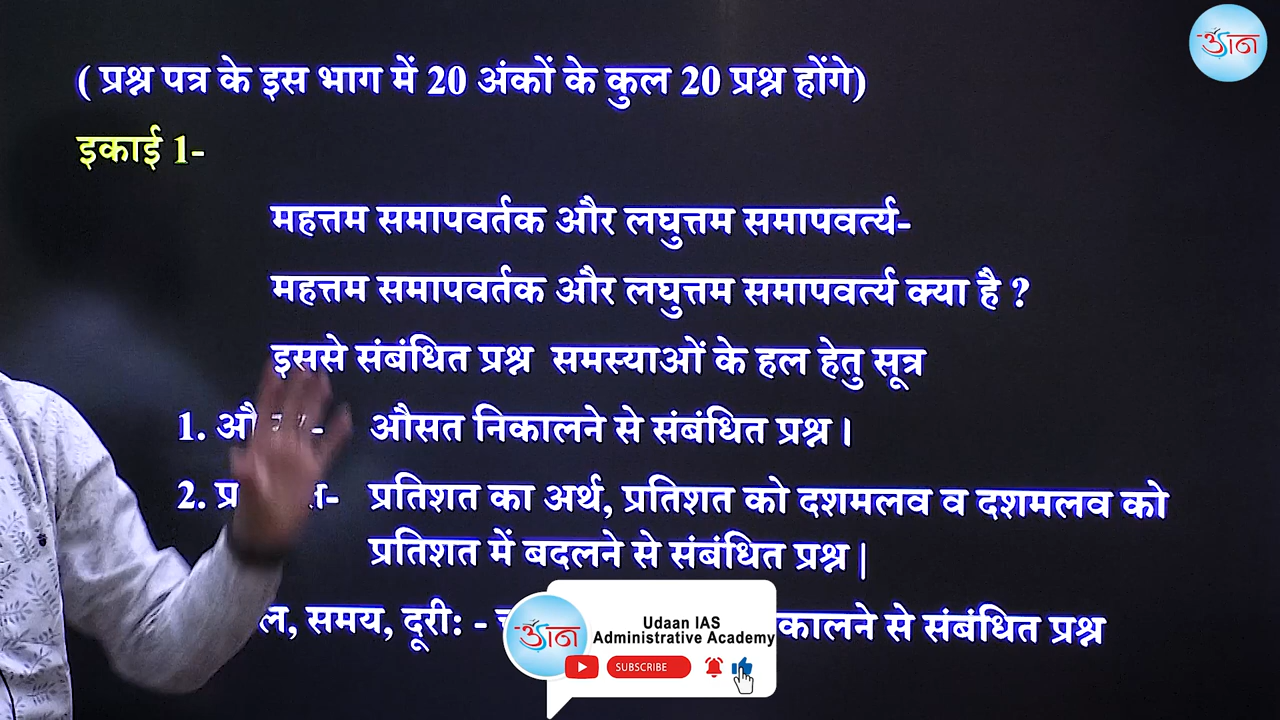 उड़ान
( प्रश्न पत्र के इस भाग में 20 अंकों के कुल 20 प्रश्न होंगे)
इकाई 1-
महत्तम समापवर्तक और लघुत्तम समापवर्त्य-
महत्तम समापवर्तक और लघुत्तम समापवर्त्य क्या है ?
इससे संबंधित प्रश्न समस्याओं के हल हेतु सूत्र
1. औसत निकालने से संबंधित प्रश्न ।
2. प्रतिशत का अर्थ, प्रतिशत को दशमलव व दशमलव को
प्रतिशत में बदलने से संबंधित प्रश्न |
समय, दूरी: - से संबंधित प्रश्न
उड़ान
Udaan IAS
Administrative Academy
SUBSCRIBE